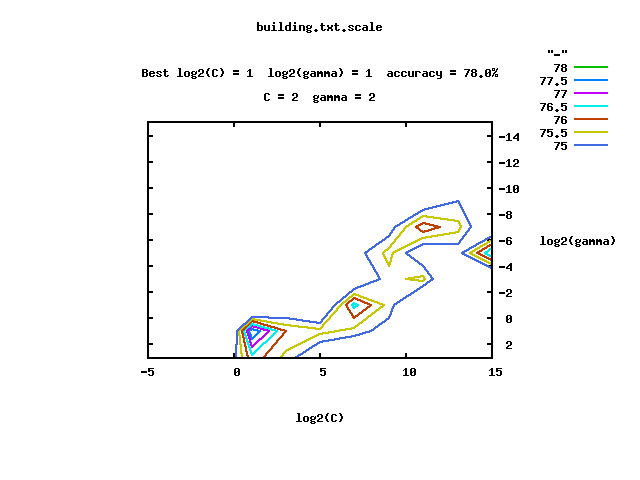 building.txt.scale
"-"
Best log2(C) = 1  log2(gamma) = 1  accuracy = 78.0%
C = 2  gamma = 2
78
77.5
77
76.5
76
75.5
75
-14
-12
-10
-8
-6
-4
-2
0
2
log2(gamma)
-5 0 5 10 15
log2(C)